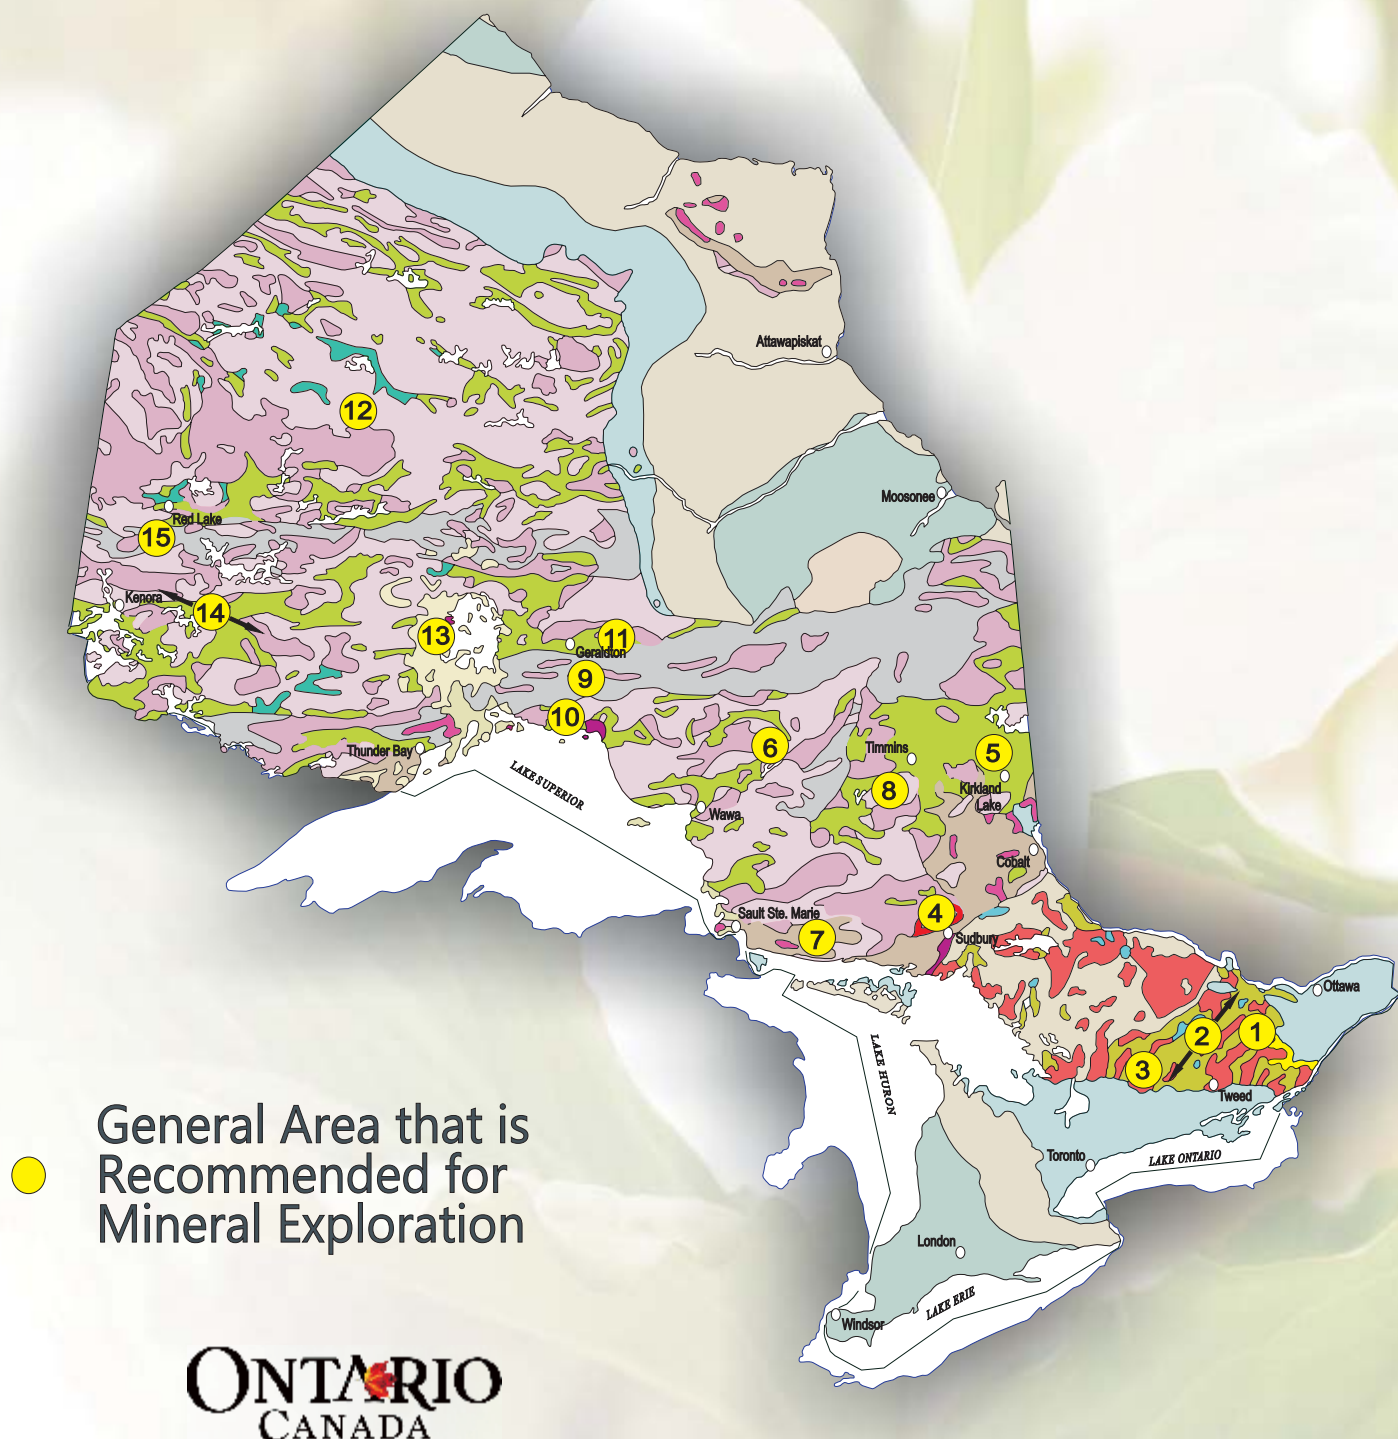 Attawapiskat
12
Moosonee
Red Lake
15
Kenora
14
13
11
Geraldton
9
10
6
Timmins
5
Thunder Bay
8
Kirkland
Lake
LAKE SUPERIOR
Wawa
Cobalt
4
Sault Ste. Marie
7
Sudbury
Ottawa
2
1
3
LAKE HURON
Tweed
Toronto
LAKE ONTARIO
London
LAKE ERIE
Windsor
General Area that is
Recommended for
Mineral Exploration
ONTARIO
CANADA